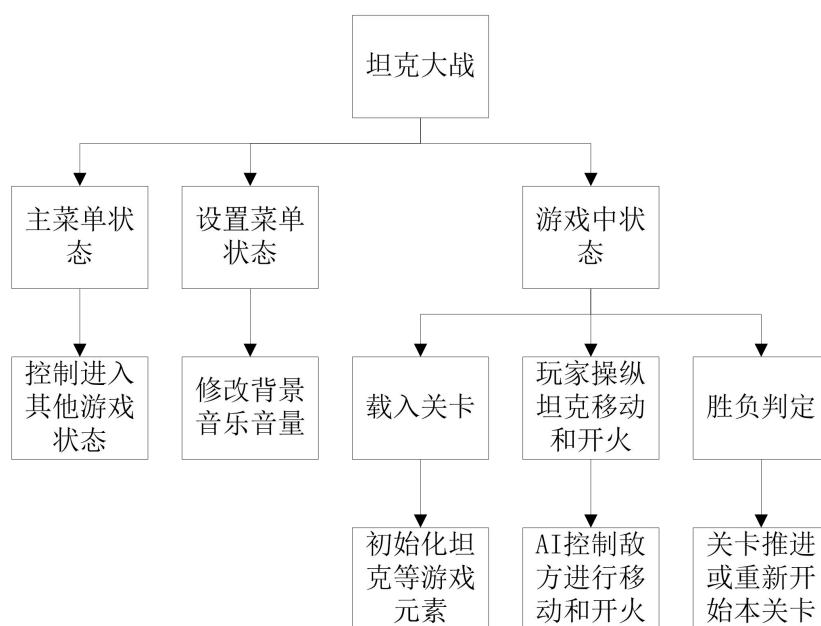 坦克大战
主菜单状
态
设置菜单
状态
游戏中状
态
控制进入
其他游戏
状态
修改背景
音乐音量
载入关卡
玩家操纵
坦克移动
和开火
胜负判定
初始化坦
克等游戏
元素
AI控制敌
方进行移
动和开火
关卡推进
或重新开
始本关卡